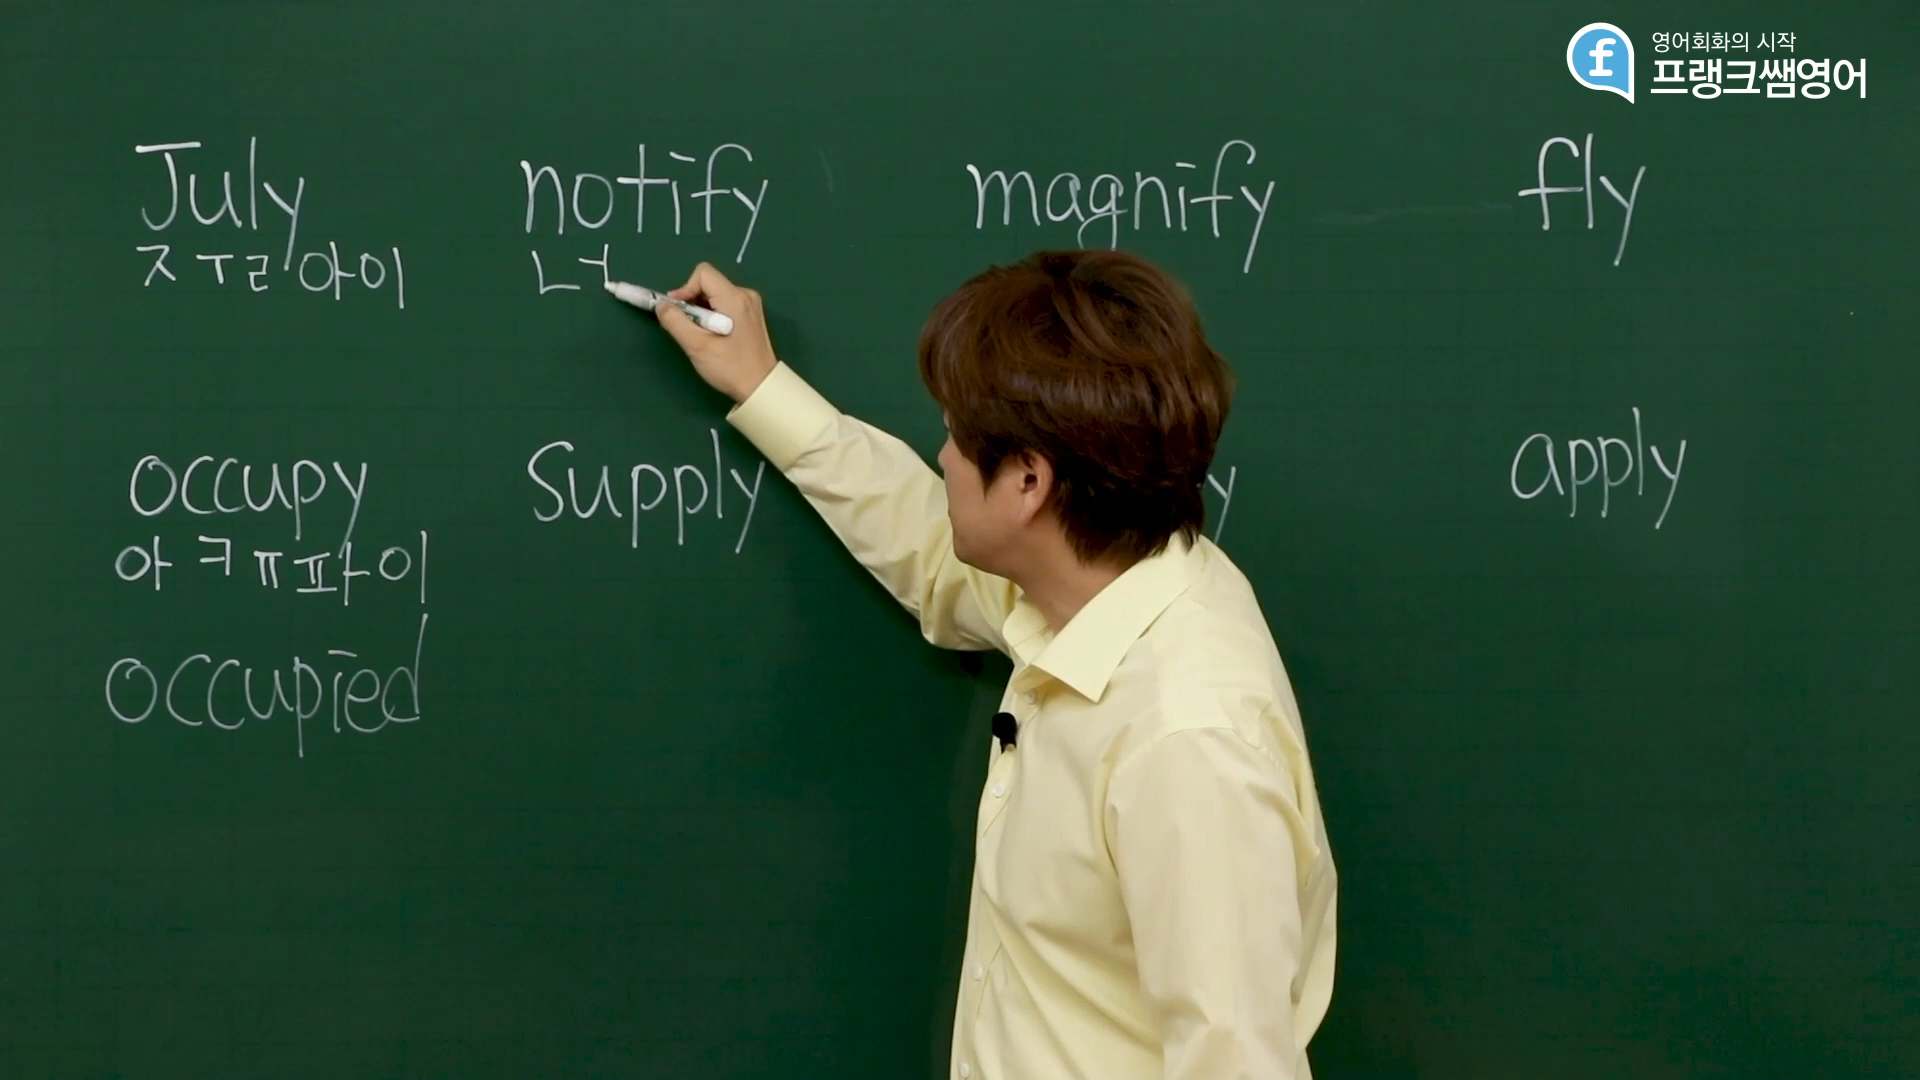 영어회화의 시작
프랭크쌤영어
July notify magnify fly
ㅈㅜㄹ아이 ㄴㅓ
occupy supply apply
아ㅋㅠ파이
occupied